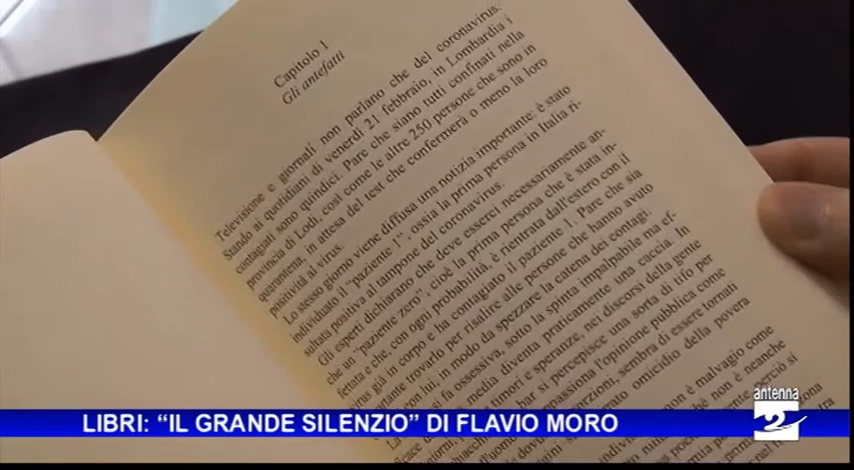 Capitolo 1
Gli antefatti
Televisione e giornali non parlano che del coronavirus.
Stando ai quotidiani di venerdì 21 febbraio, in Lombardia i
contagiati sono quindici. Pare che siano tutti confinati nella
provincia di Lodi, così come le altre 250 persone che sono in
quarantena, in attesa del test che confermerà o meno la loro
positività al virus.
Lo stesso giorno viene diffusa una notizia importante: è stato
individuato il "paziente 1", ossia la prima persona in Italia ri-
sultata positiva al tampone del coronavirus.
Gli esperti dichiarano che deve esserci necessariamente an-
che un "paziente zero", cioè la prima persona che è stata in-
fettata e che, con ogni probabilità, è rientrata dall'estero con il
virus già in corpo e ha contagiato il paziente 1. Pare che sia
trovarlo per risalire alle persone che hanno avuto
con lui, in modo da spezzare la catena dei contagi.
si fa ossessiva, sotto la spinta impalpabile ma ef-
media diventa praticamente una caccia. In
timori e speranze, nei discorsi della gente
bar si percepisce una sorta di tifo per
appassiona l'opinione pubblica come
sembra di essere tornati
omicidio della povera
non è malvagio come
non è neanche
perciò si
antenna
2
LIBRI: “IL GRANDE SILENZIO” DI FLAVIO MORO